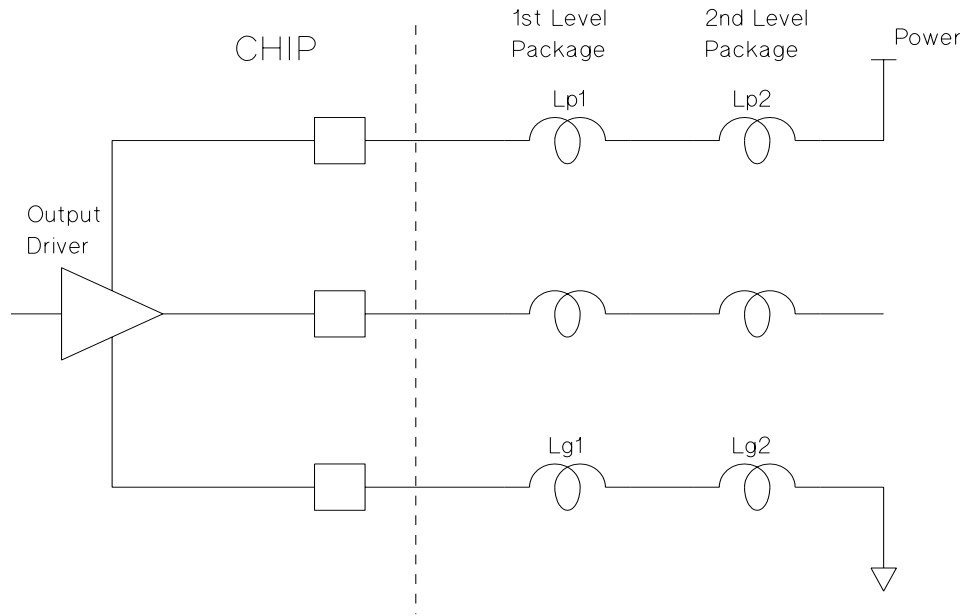 CHIP
1st Level
Package
2nd Level
Package
Power
Lp1
Lp2
Output
Driver
Lg1
Lg2